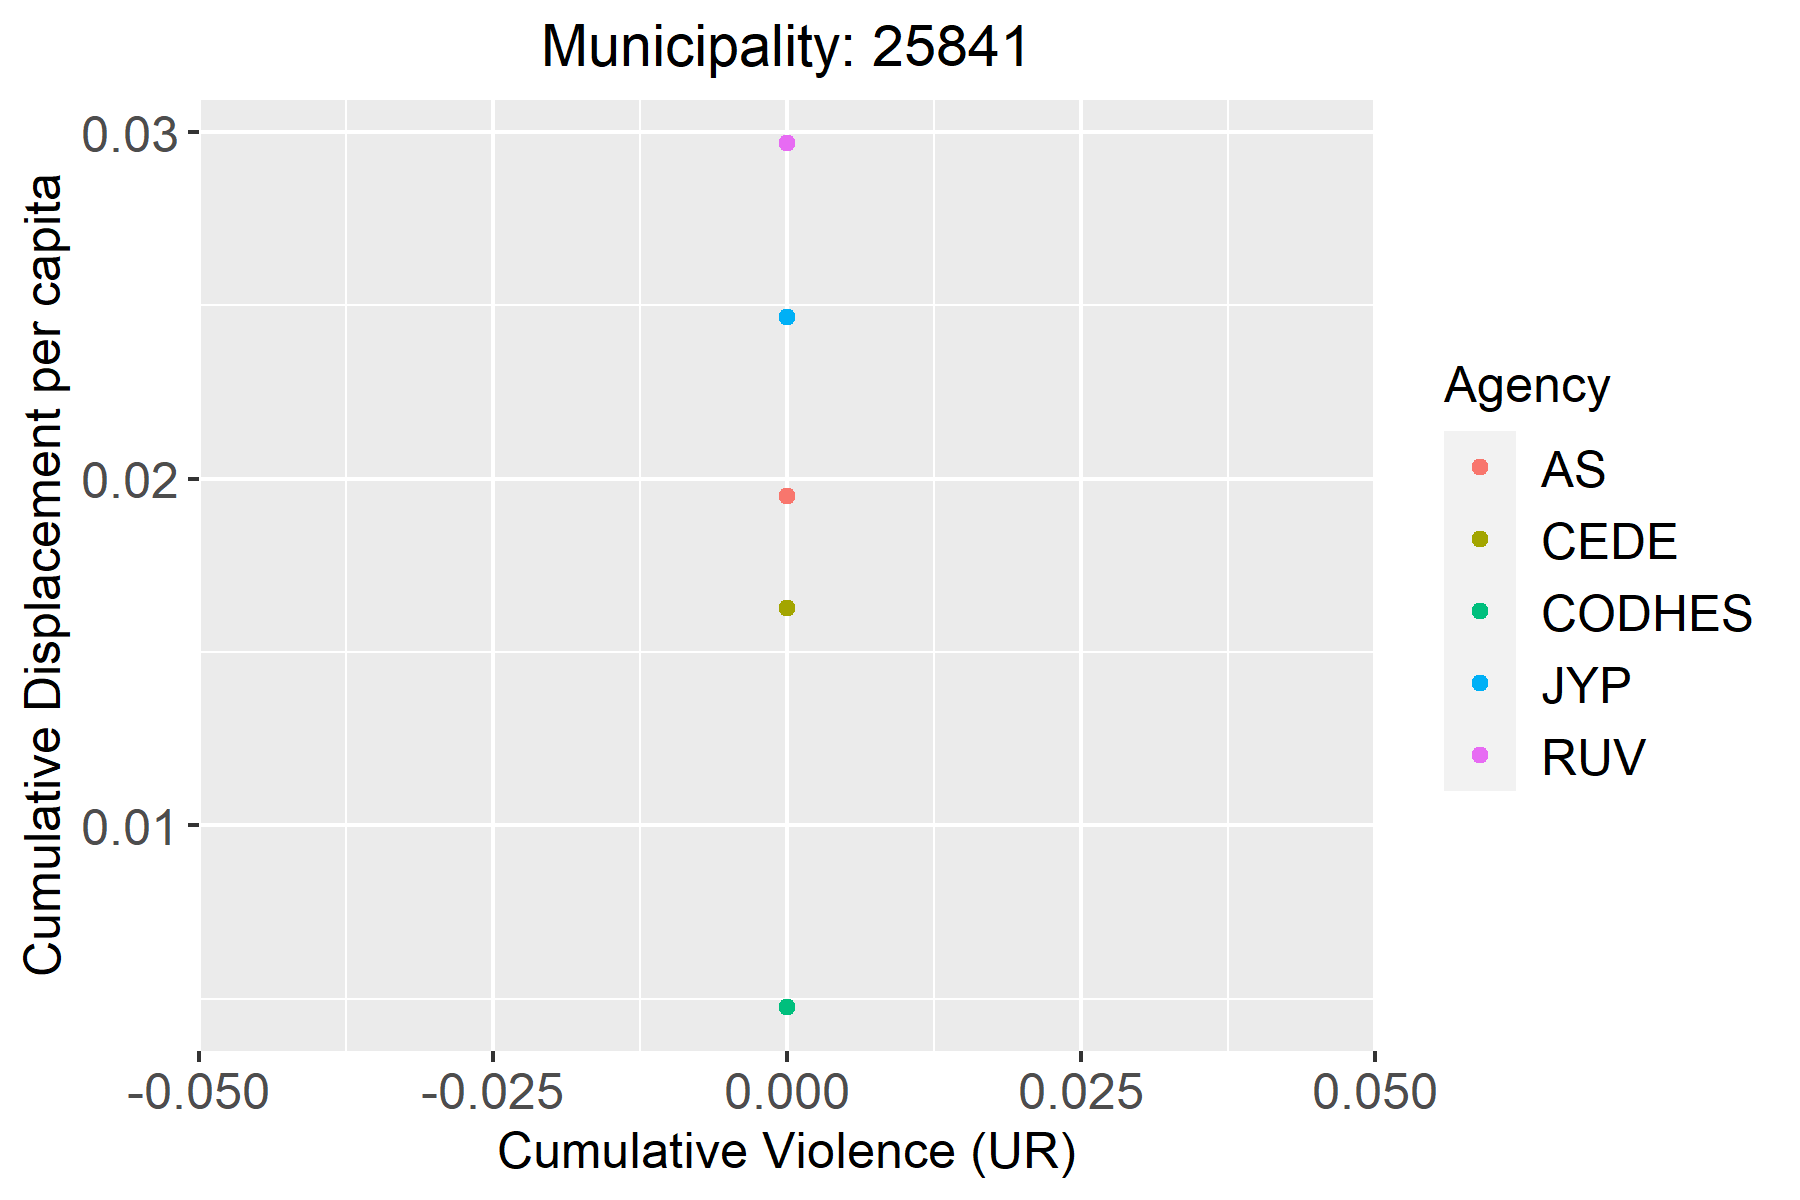 Municipality: 25841
Cumulative Displacement per capita
0.03
0.02
0.01
-0.050
-0.025
0.000
0.025
0.050
Cumulative Violence (UR)
Agency
AS
CEDE
CODHES
JYP
RUV